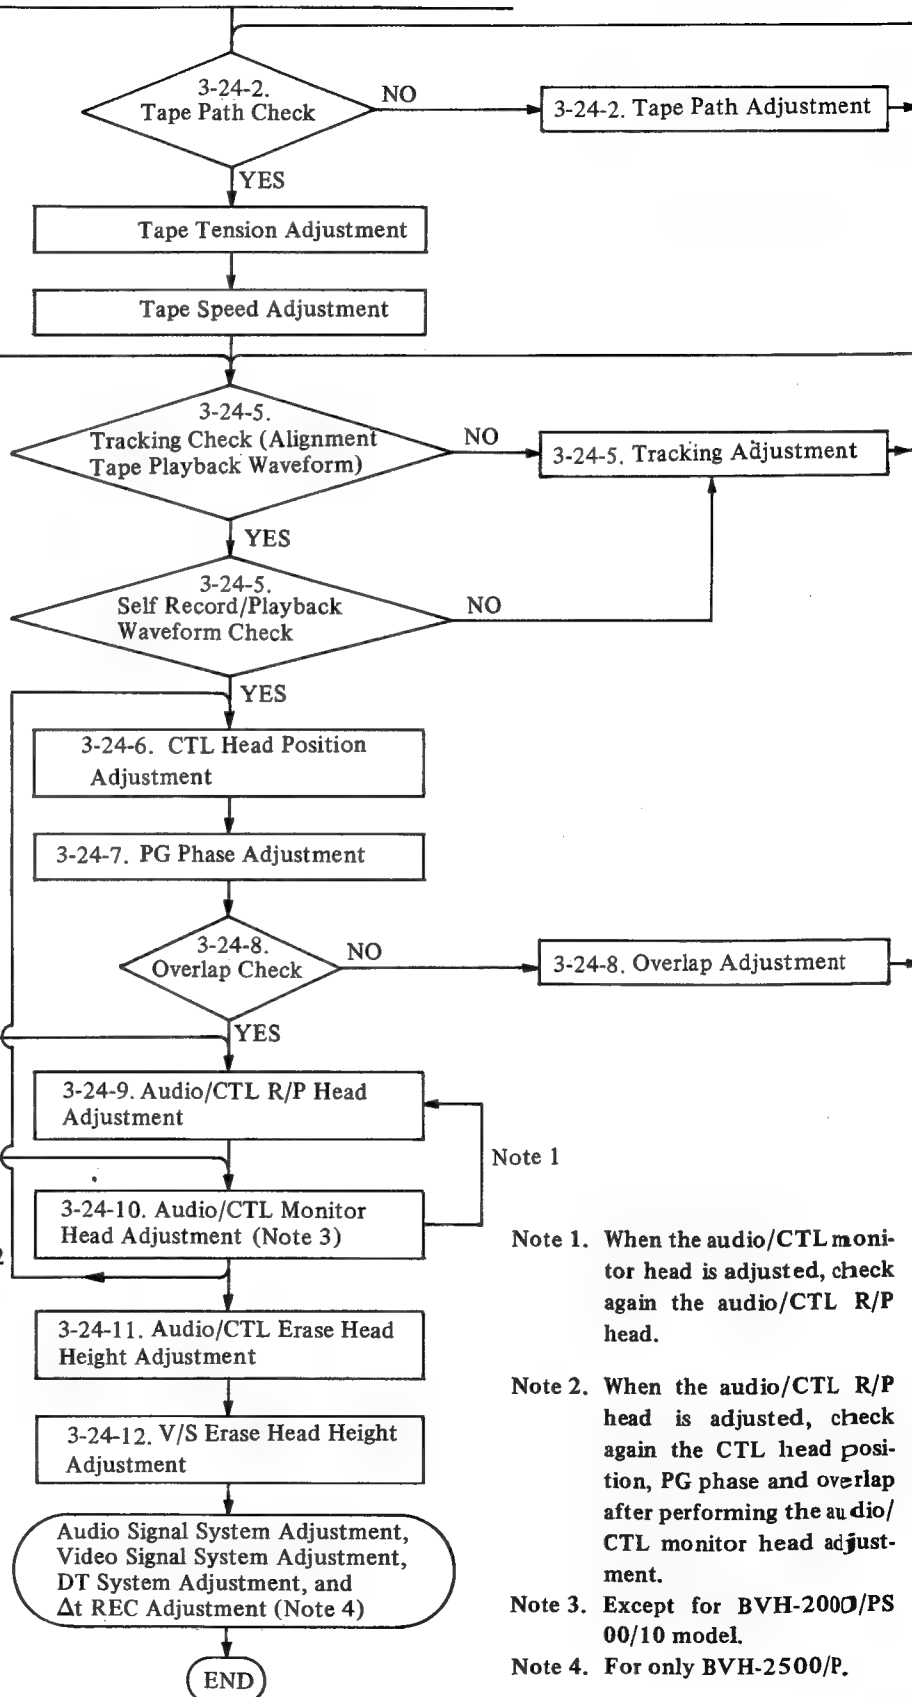 3-24-2.
Tape Path Check
NO
3-24-2. Tape Path Adjustment
YES
Tape Tension Adjustment
Tape Speed Adjustment
3-24-5.
Tracking Check (Alignment
Tape Playback Waveform)
NO
3-24-5. Tracking Adjustment
YES
3-24-5.
Self Record/Playback
Waveform Check
NO
YES
3-24-6. CTL Head Position
Adjustment
3-24-7. PG Phase Adjustment
3-24-8.
Overlap Check
NO
3-24-8. Overlap Adjustment
YES
3-24-9. Audio/CTL R/P Head
Adjustment
Note 1
3-24-10. Audio/CTL Monitor
Head Adjustment (Note 3)
2
3-24-11. Audio/CTL Erase Head
Height Adjustment
3-24-12. V/S Erase Head Height
Adjustment
Audio Signal System Adjustment,
Video Signal System Adjustment,
DT System Adjustment, and
Δt REC Adjustment (Note 4)
END
Note 1. When the audio/CTL moni-
tor head is adjusted, check
again the audio/CTL R/P
head.
Note 2. When the audio/CTL R/P
head is adjusted, check
again the CTL head posi-
tion, PG phase and overlap
after performing the audio/
CTL monitor head adjust-
ment.
Note 3. Except for BVH-2000/PS
00/10 model.
Note 4. For only BVH-2500/P.